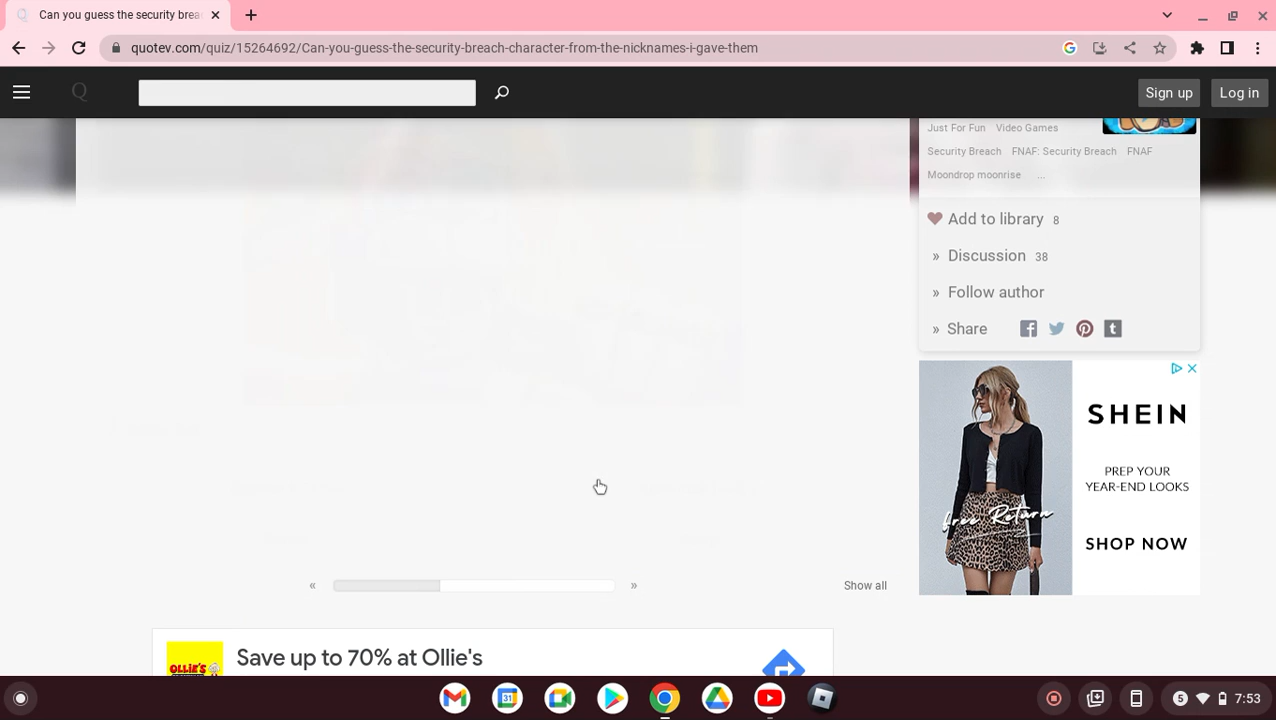 Can you guess the security brea
quotev.com/quiz/15264692/Can-you-guess-the-security-breach-character-from-the-nicknames-i-gave-them
Q
Sign up
Log in
Just For Fun Video Games
Security Breach FNAF: Security Breach FNAF
Moondrop moonrise ...
Add to library 8
» Discussion 38
» Follow author
» Share
SHEIN
PREP YOUR
YEAR-END LOOKS
free Return
SHOP NOW
« » Show all
OLLIE'S
Save up to 70% at Ollie's
31
5 7:53